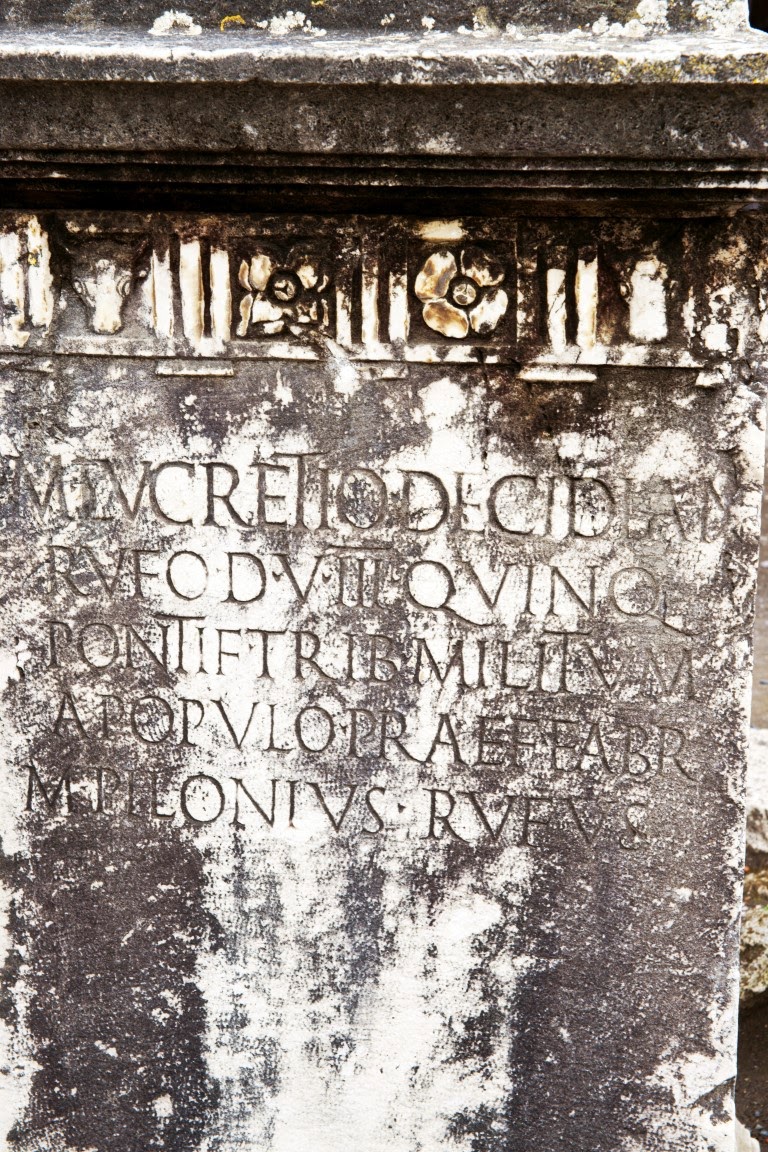 M·LVCRETIO·DECIDIAN
RVFO·D·V·III·QVINQ
PONTIF·TRIB·MILITVM
A·POPVLO·PRAEF·FABR
M·PILONIVS·RVFVS